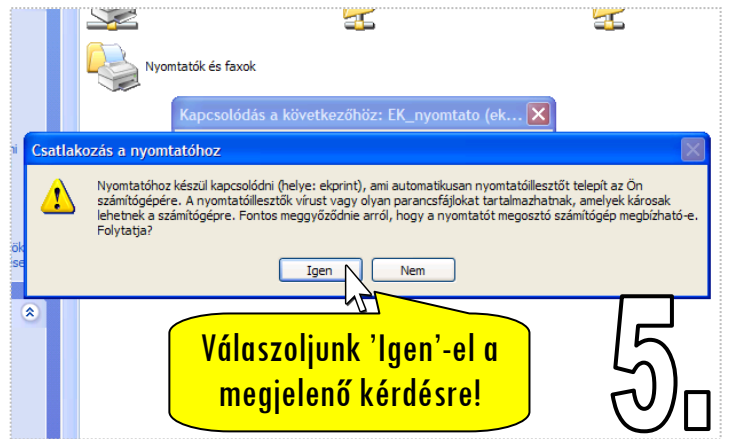 Nyomtatók és faxok
Kapcsolódás a következőhöz: EK_nyomtato (ek...
Csatlakozás a nyomtatóhoz
Nyomtatóhoz készül kapcsolódni (helye: ekprint), ami automatikusan nyomtatóillesztőt telepít az Ön
számítógépére. A nyomtatóillesztők vírust vagy olyan parancsfájlokat tartalmazhatnak, amelyek károsak
lehetnek a számítógépre. Fontos meggyőződnie arról, hogy a nyomtatót megosztó számítógép megbízható-e.
Folytatja?
Igen
Nem
Válaszoljunk ’Igen’-el a
megjelenő kérdésre!
5.